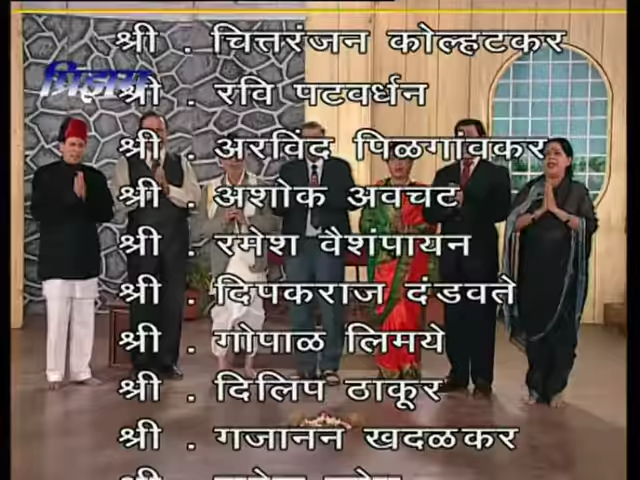 श्री . चित्तरंजन कोल्हटकर
श्री . रवि पटवर्धन
श्री . अरविंद पिळगांवकर
श्री . अशोक अवचट
श्री . रमेश वैशंपायन
श्री . दिपकराज दंडवते
श्री . गोपाळ लिमये
श्री . दिलिप ठाकूर
श्री . गजानन खदळकर